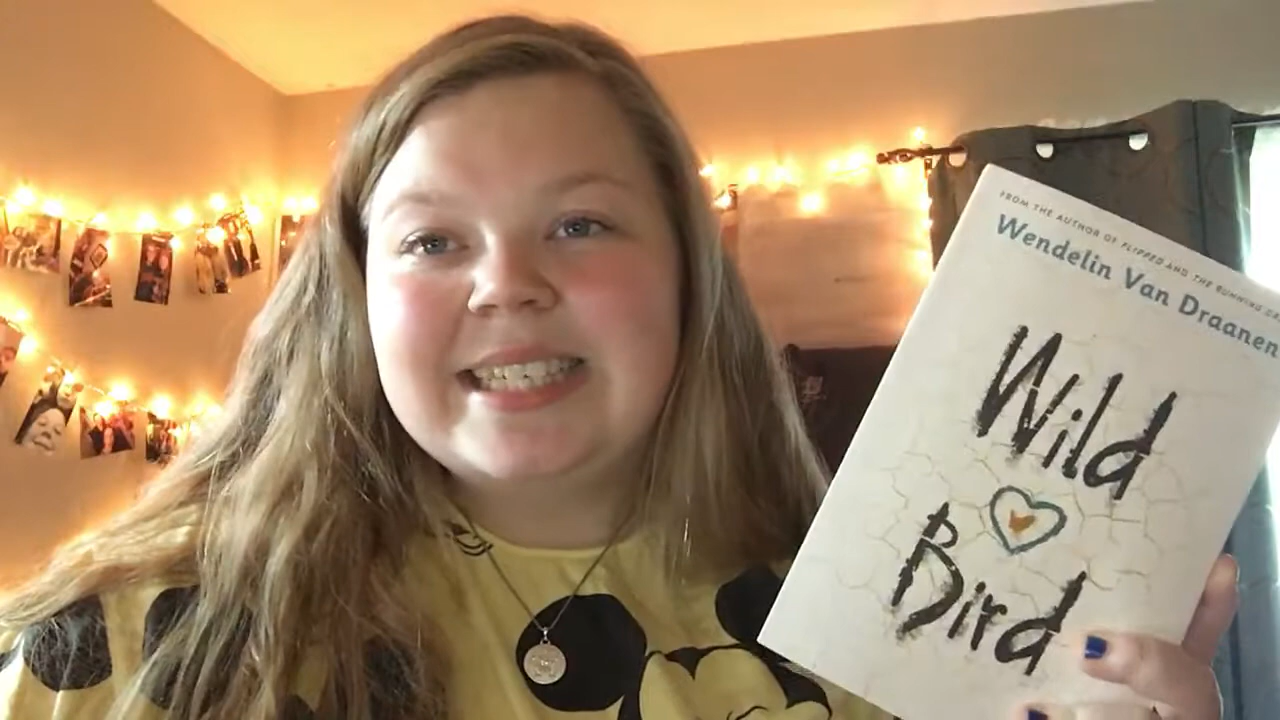 FROM THE AUTHOR OF FLIPPED AND THE RUNNING
Wendelin Van Draanen
Wild
Bird